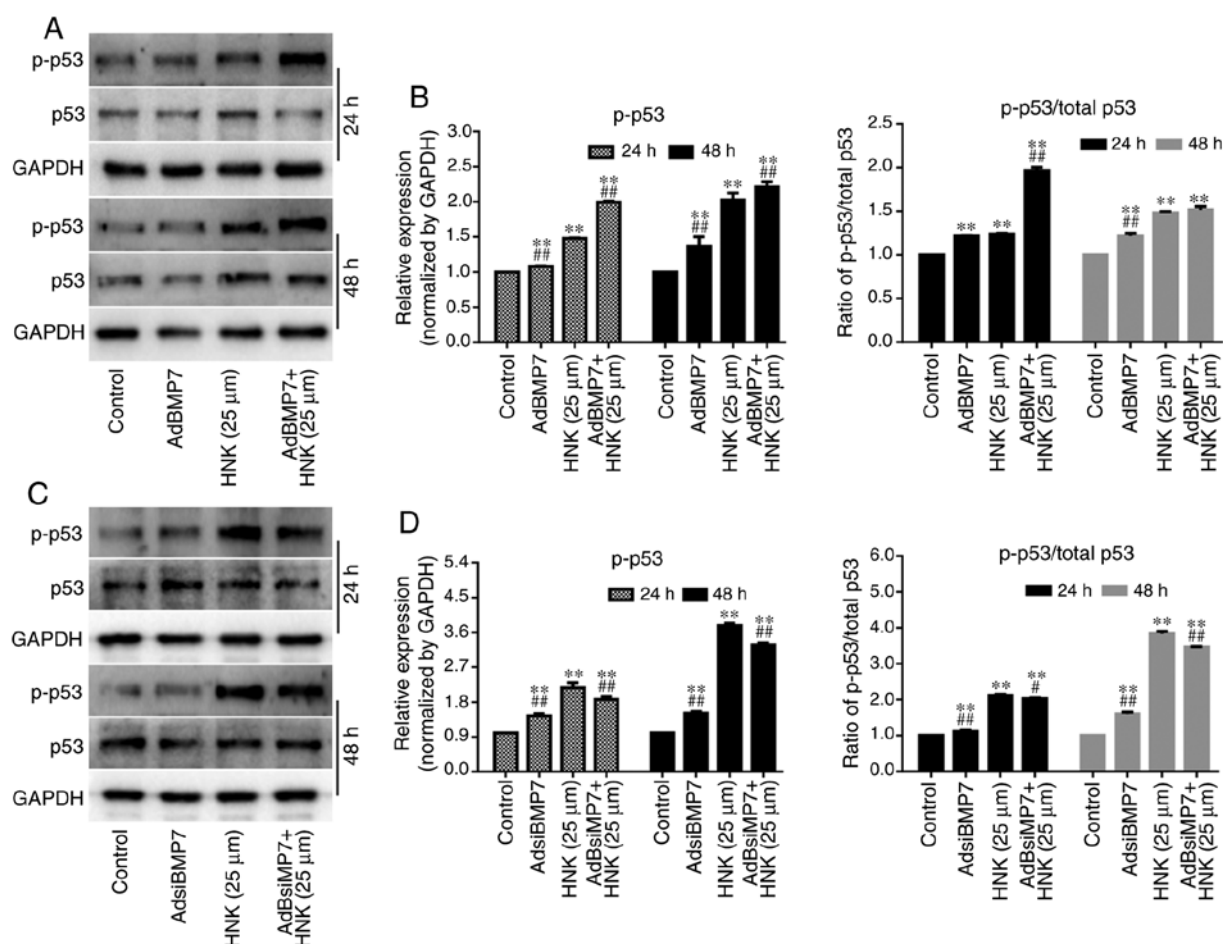 A
p-p53
p53
GAPDH
24 h
p-p53
p53
GAPDH
48 h
Control
AdBMP7
HNK (25 μm)
AdBMP7+
HNK (25 μm)
B
p-p53
Relative expression
(normalized by GAPDH)
3.0
2.5
2.0
1.5
1.0
0.5
0.0
24 h 48 h
**
##
**
**
##
**
##
**
**
##
Control
AdBMP7
HNK (25 μm)
AdBMP7+
HNK (25 μm)
Control
AdBMP7
HNK (25 μm)
AdBMP7+
HNK (25 μm)
p-p53/total p53
Ratio of p-p53/total p53
2.5
2.0
1.5
1.0
0.5
0.0
24 h 48 h
**
**
**
##
**
##
**
**
Control
AdBMP7
HNK (25 μm)
AdBMP7+
HNK (25 μm)
Control
AdBMP7
HNK (25 μm)
AdBMP7+
HNK (25 μm)
C
p-p53
p53
GAPDH
24 h
p-p53
p53
GAPDH
48 h
Control
AdsiBMP7
HNK (25 μm)
AdBsiMP7+
HNK (25 μm)
D
p-p53
Relative expression
(normalized by GAPDH)
5.4
4.5
3.6
2.7
1.8
0.9
0.0
24 h 48 h
**
##
**
**
##
**
##
**
**
##
Control
AdsiBMP7
HNK (25 μm)
AdBsiMP7+
HNK (25 μm)
Control
AdsiBMP7
HNK (25 μm)
AdBsiMP7+
HNK (25 μm)
p-p53/total p53
Ratio of p-p53/total p53
6.0
5.0
4.0
3.0
2.0
1.0
0.0
24 h 48 h
**
##
**
**
#
**
##
**
**
##
Control
AdsiBMP7
HNK (25 μm)
AdBsiMP7+
HNK (25 μm)
Control
AdsiBMP7
HNK (25 μm)
AdBsiMP7+
HNK (25 μm)